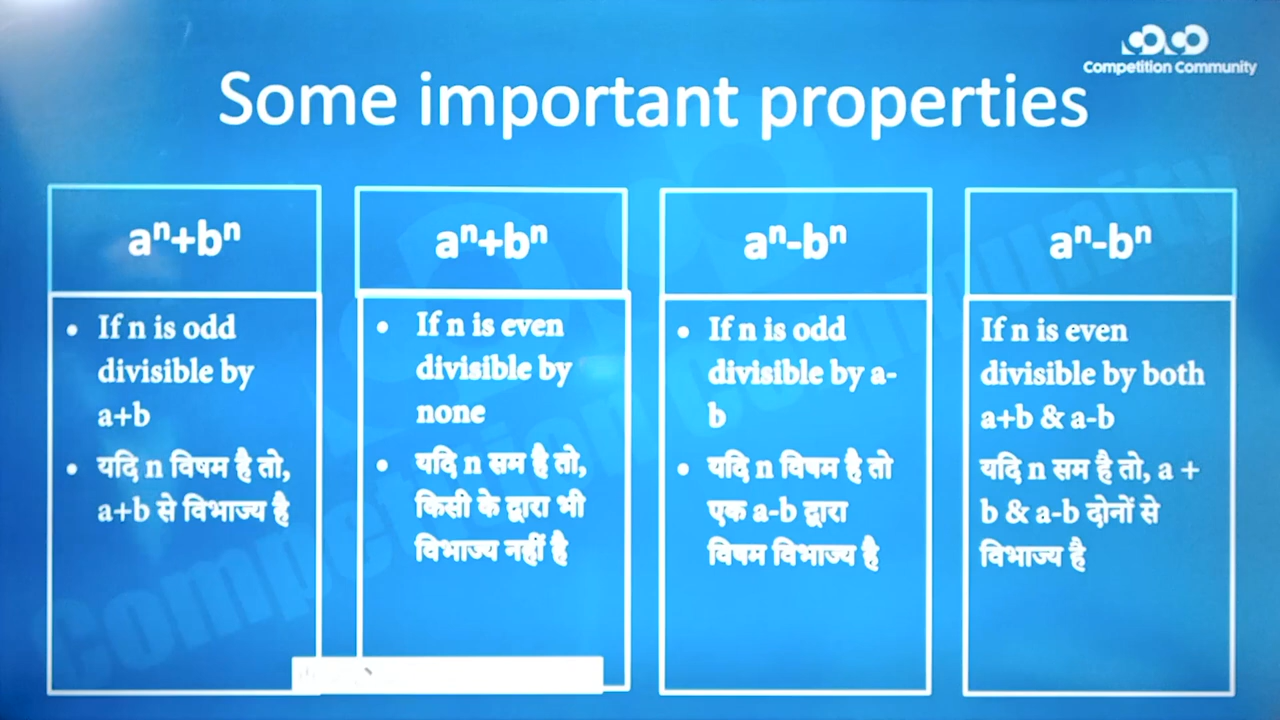 Competition Community
Some important properties
aⁿ+bⁿ
• If n is odd
divisible by
a+b
• यदि n विषम है तो,
a+b से विभाज्य है
aⁿ+bⁿ
• If n is even
divisible by
none
• यदि n सम है तो,
किसी के द्वारा भी
विभाज्य नहीं है
aⁿ-bⁿ
• If n is odd
divisible by a-
b
• यदि n विषम है तो
एक a-b द्वारा
विषम विभाज्य है
aⁿ-bⁿ
If n is even
divisible by both
a+b & a-b
यदि n सम है तो, a +
b & a-b दोनों से
विभाज्य है
Competition Community